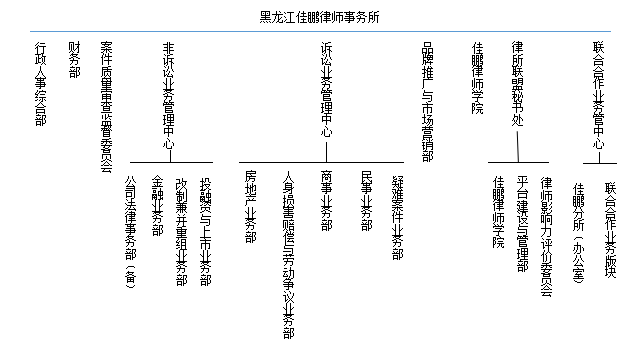 黑龙江佳鹏律师事务所
行政人事综合部
财务部
案件质量审查监督委员会
非诉讼业务管理中心
诉讼业务管理中心
品牌推广与市场营销部
佳鹏律师学院
律所联盟秘书处
联合合作业务管中心
公司法律事务部（备）
金融业务部
改制兼并重组业务部
投融资与上市业务部
房地产业务部
人身损害赔偿与劳动争议业务部
商事业务部
民事业务部
疑难案件业务部
佳鹏律师学院
平台建设与管理部
律师影响力评价委员会
佳鹏分所（办公室）
联合合作业务版块